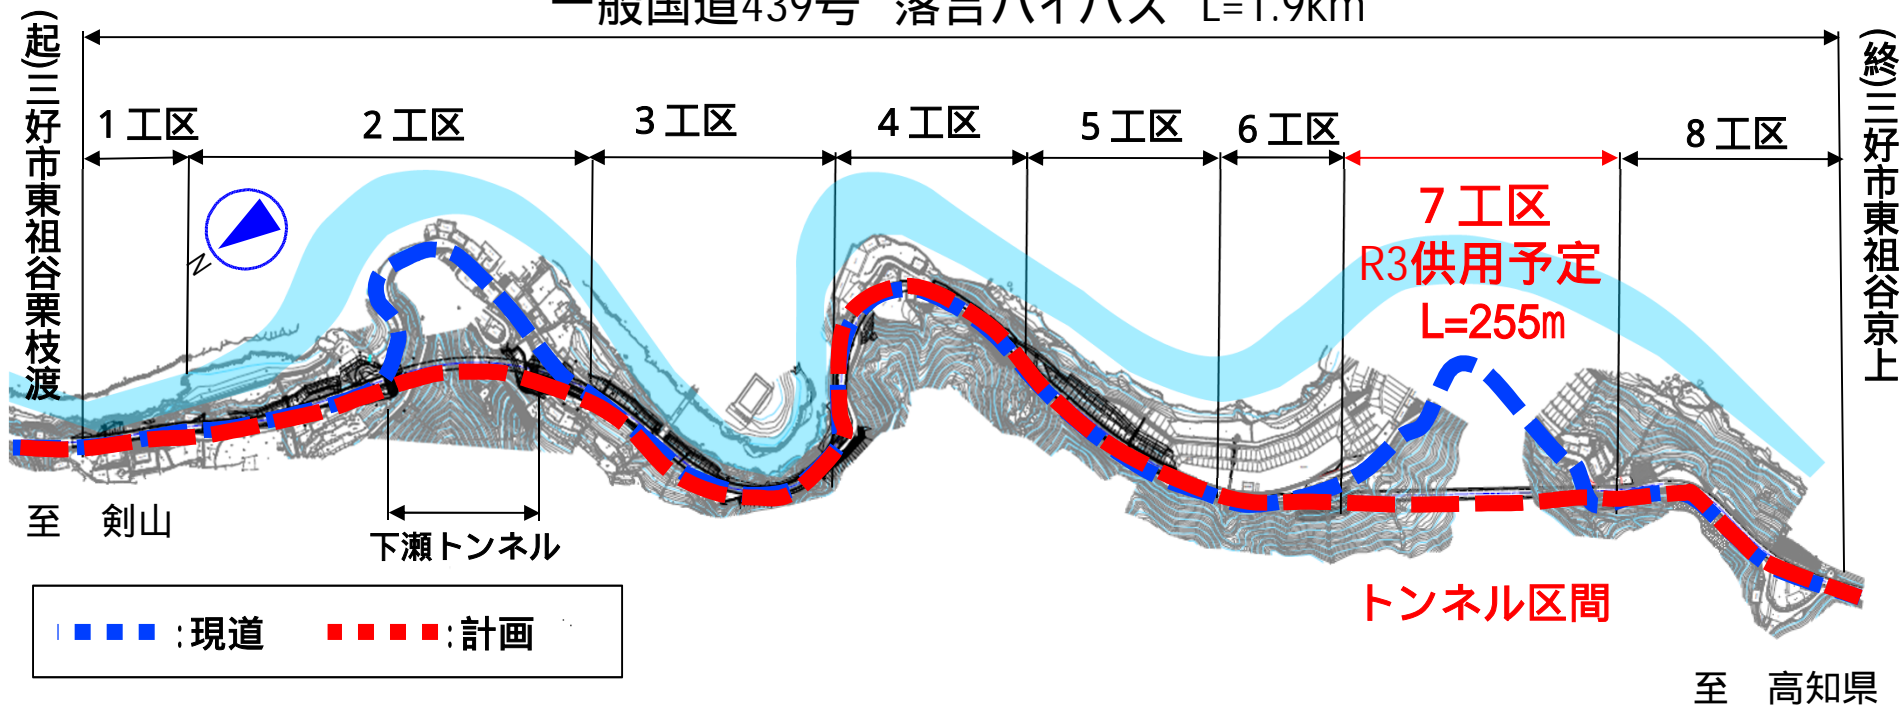 一般国道439号 落合バイパス L=1.9km
(起)三好市東祖谷栗枝渡
(終)三好市東祖谷京上
1工区
2工区
3工区
4工区
5工区
6工区
7工区
R3供用予定
L=255m
8工区
N
至 剣山
下瀬トンネル
トンネル区間
:現道
:計画
至 高知県